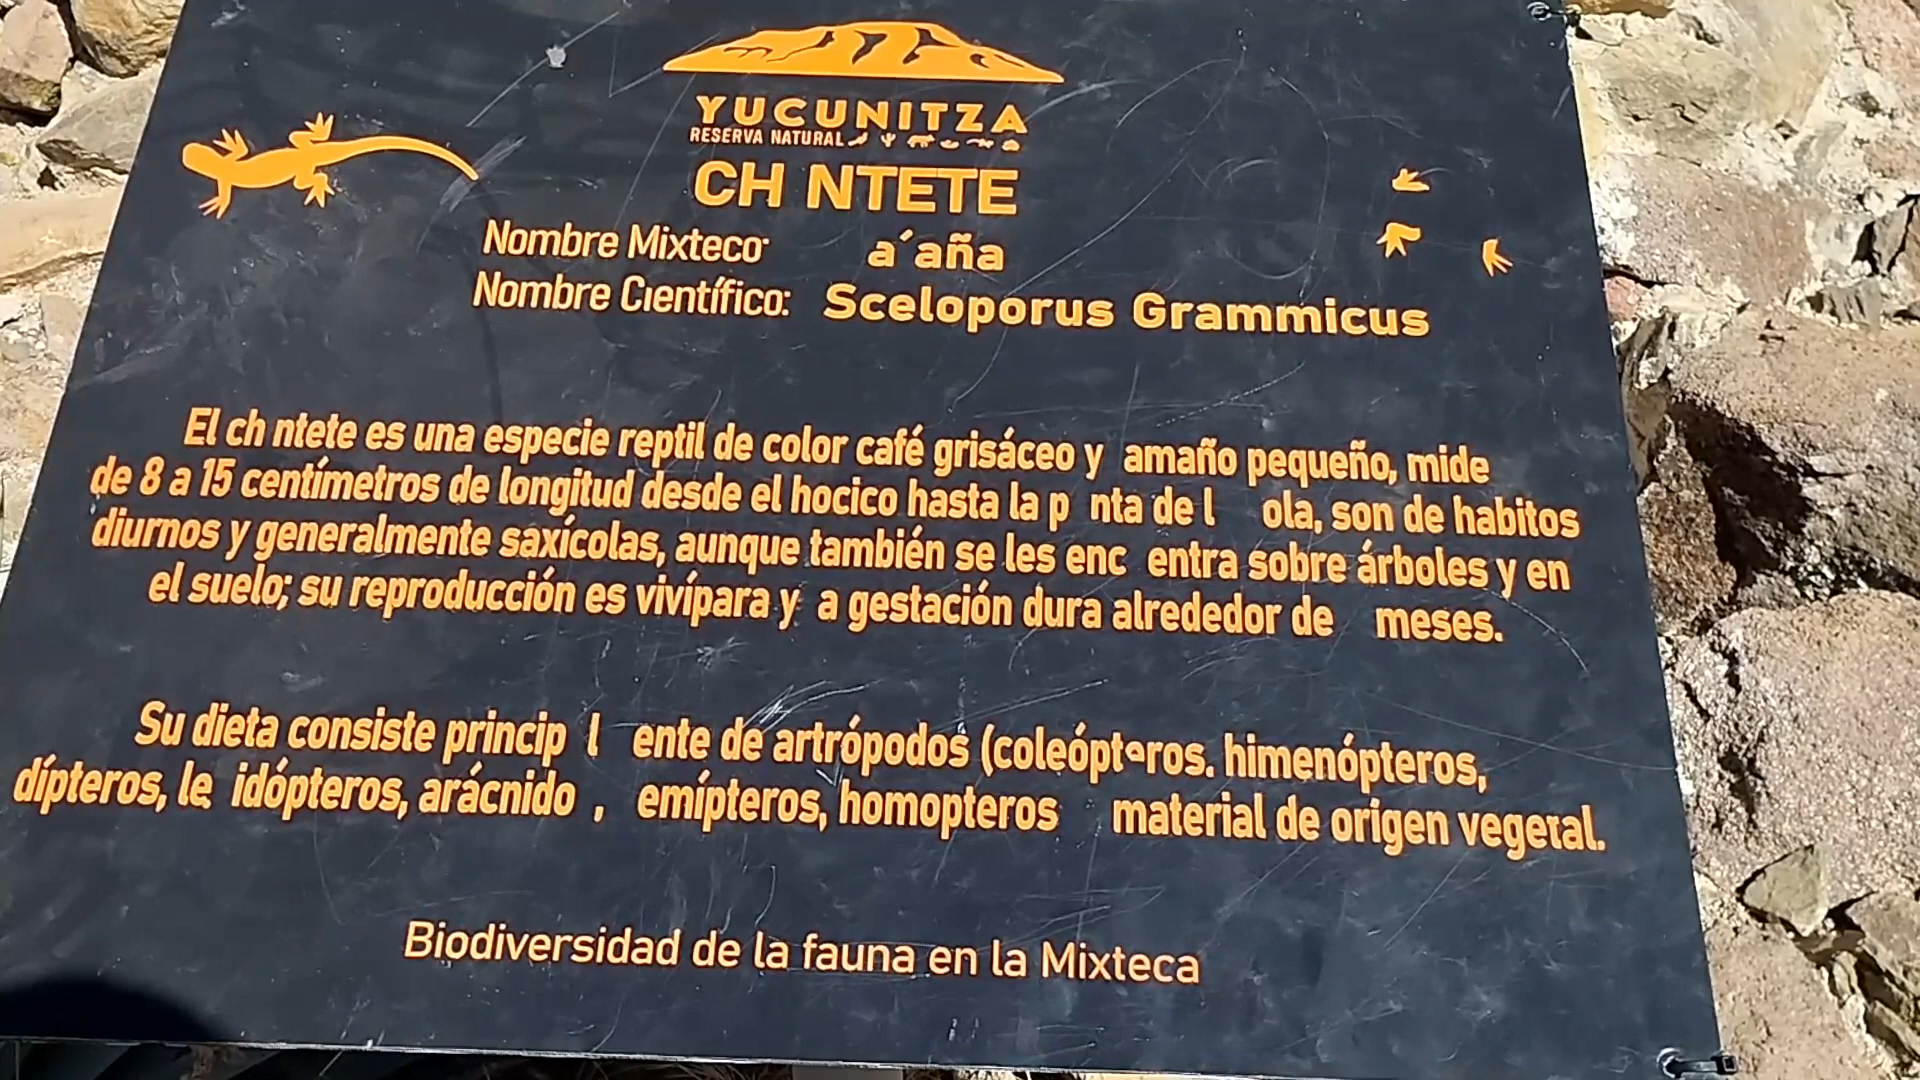 YUCUNITZA
RESERVA NATURAL
CH NTETE
Nombre Mixteco: a´aña
Nombre Científico: Sceloporus Grammicus
El ch ntete es una especie reptil de color café grisáceo y amaño pequeño, mide
de 8 a 15 centímetros de longitud desde el hocico hasta la p nta de l ola, son de habitos
diurnos y generalmente saxícolas, aunque también se les enc entra sobre árboles y en
el suelo; su reproducción es vivípara y a gestación dura alrededor de meses.
Su dieta consiste princip l ente de artrópodos (coleópteros, himenópteros,
dípteros, le idópteros, arácnido , emípteros, homopteros material de origen vegetal.
Biodiversidad de la fauna en la Mixteca